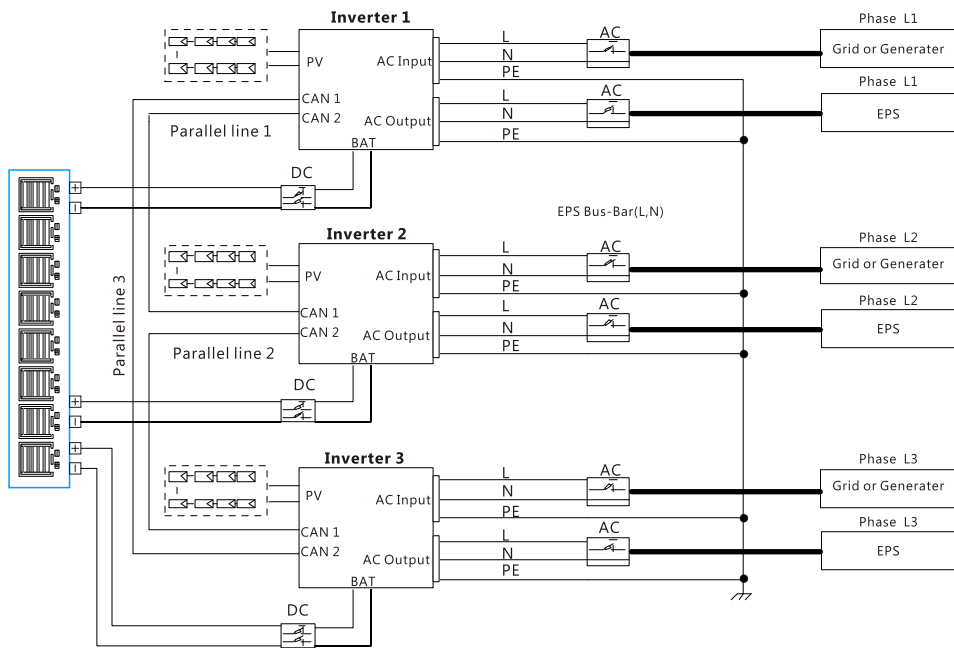 Inverter 1
PV
CAN 1
CAN 2
AC Input
AC Output
BAT
L
N
PE
AC
Phase L1
Grid or Generater
L
N
PE
AC
Phase L1
EPS
Parallel line 1
DC
+
−
EPS Bus-Bar(L,N)
Inverter 2
PV
CAN 1
CAN 2
AC Input
AC Output
BAT
L
N
PE
AC
Phase L2
Grid or Generater
L
N
PE
AC
Phase L2
EPS
Parallel line 3
Parallel line 2
DC
+
−
+
−
Inverter 3
PV
CAN 1
CAN 2
AC Input
AC Output
BAT
L
N
PE
AC
Phase L3
Grid or Generater
L
N
PE
AC
Phase L3
EPS
DC